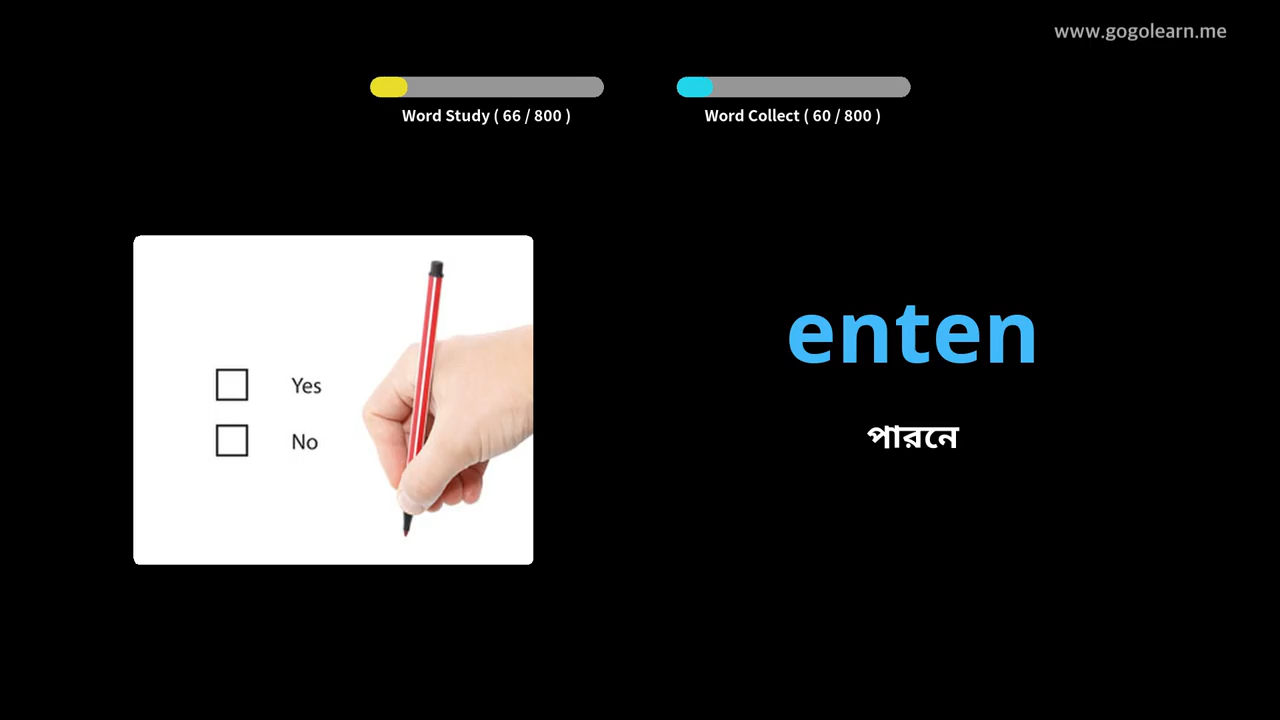 www.gogolearn.me
Word Study ( 66 / 800 )
Word Collect ( 60 / 800 )
Yes
No
enten
পারনে